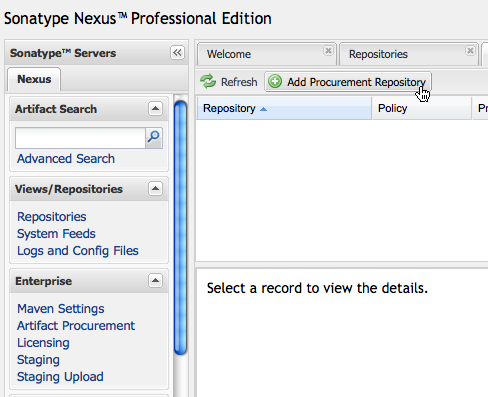 Sonatype Nexus™ Professional Edition
Sonatype™ Servers
Nexus
Artifact Search
Advanced Search
Views/Repositories
Repositories
System Feeds
Logs and Config Files
Enterprise
Maven Settings
Artifact Procurement
Licensing
Staging
Staging Upload
Welcome
Repositories
Refresh
Add Procurement Repository
Repository
Policy
Select a record to view the details.